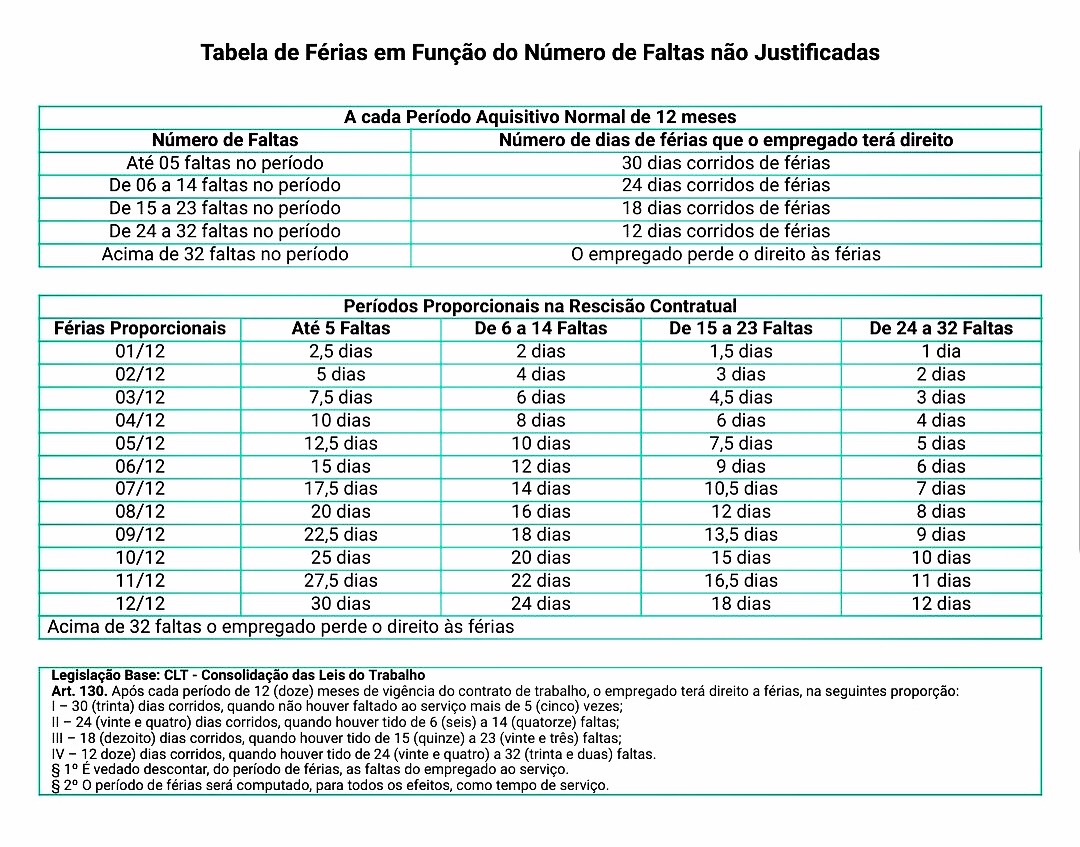 Tabela de Férias em Função do Número de Faltas não Justificadas
A cada Período Aquisitivo Normal de 12 meses
Número de Faltas Número de dias de férias que o empregado terá direito
Até 05 faltas no período 30 dias corridos de férias
De 06 a 14 faltas no período 24 dias corridos de férias
De 15 a 23 faltas no período 18 dias corridos de férias
De 24 a 32 faltas no período 12 dias corridos de férias
Acima de 32 faltas no período O empregado perde o direito às férias
Períodos Proporcionais na Rescisão Contratual
Férias Proporcionais Até 5 Faltas De 6 a 14 Faltas De 15 a 23 Faltas De 24 a 32 Faltas
01/12 2,5 dias 2 dias 1,5 dias 1 dia
02/12 5 dias 4 dias 3 dias 2 dias
03/12 7,5 dias 6 dias 4,5 dias 3 dias
04/12 10 dias 8 dias 6 dias 4 dias
05/12 12,5 dias 10 dias 7,5 dias 5 dias
06/12 15 dias 12 dias 9 dias 6 dias
07/12 17,5 dias 14 dias 10,5 dias 7 dias
08/12 20 dias 16 dias 12 dias 8 dias
09/12 22,5 dias 18 dias 13,5 dias 9 dias
10/12 25 dias 20 dias 15 dias 10 dias
11/12 27,5 dias 22 dias 16,5 dias 11 dias
12/12 30 dias 24 dias 18 dias 12 dias
Acima de 32 faltas o empregado perde o direito às férias
Legislação Base: CLT - Consolidação das Leis do Trabalho
Art. 130. Após cada período de 12 (doze) meses de vigência do contrato de trabalho, o empregado terá direito a férias, na seguintes proporção:
I – 30 (trinta) dias corridos, quando não houver faltado ao serviço mais de 5 (cinco) vezes;
II – 24 (vinte e quatro) dias corridos, quando houver tido de 6 (seis) a 14 (quatorze) faltas;
III – 18 (dezoito) dias corridos, quando houver tido de 15 (quinze) a 23 (vinte e três) faltas;
IV – 12 doze) dias corridos, quando houver tido de 24 (vinte e quatro) a 32 (trinta e duas) faltas.
§ 1º É vedado descontar, do período de férias, as faltas do empregado ao serviço.
§ 2º O período de férias será computado, para todos os efeitos, como tempo de serviço.